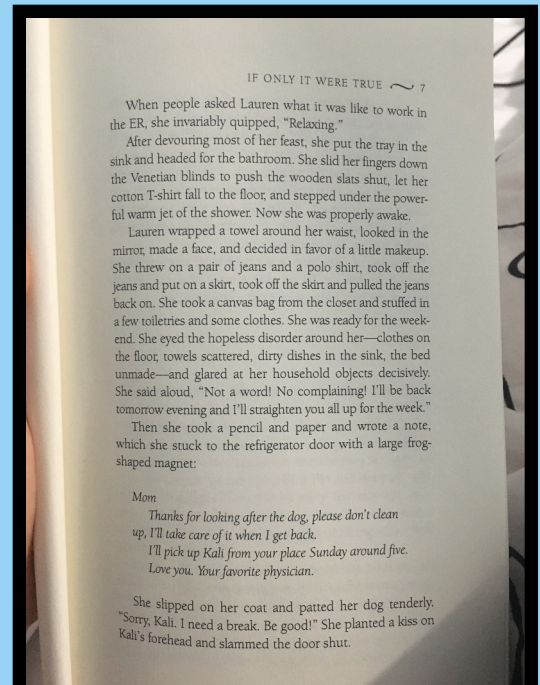 IF ONLY IT WERE TRUE 7
When people asked Lauren what it was like to work in
the ER, she invariably quipped, “Relaxing.”
After devouring most of her feast, she put the tray in the
sink and headed for the bathroom. She slid her fingers down
the Venetian blinds to push the wooden slats shut, let her
cotton T-shirt fall to the floor, and stepped under the power-
ful warm jet of the shower. Now she was properly awake.
Lauren wrapped a towel around her waist, looked in the
mirror, made a face, and decided in favor of a little makeup.
She threw on a pair of jeans and a polo shirt, took off the
jeans and put on a skirt, took off the skirt and pulled the jeans
back on. She took a canvas bag from the closet and stuffed in
a few toiletries and some clothes. She was ready for the week-
end. She eyed the hopeless disorder around her—clothes on
the floor, towels scattered, dirty dishes in the sink, the bed
unmade—and glared at her household objects decisively.
She said aloud, “Not a word! No complaining! I’ll be back
tomorrow evening and I’ll straighten you all up for the week.”
Then she took a pencil and paper and wrote a note,
which she stuck to the refrigerator door with a large frog-
shaped magnet:
Mom
Thanks for looking after the dog, please don’t clean
up, I’ll take care of it when I get back.
I’ll pick up Kali from your place Sunday around five.
Love you. Your favorite physician.
She slipped on her coat and patted her dog tenderly.
“Sorry, Kali. I need a break. Be good!” She planted a kiss on
Kali’s forehead and slammed the door shut.